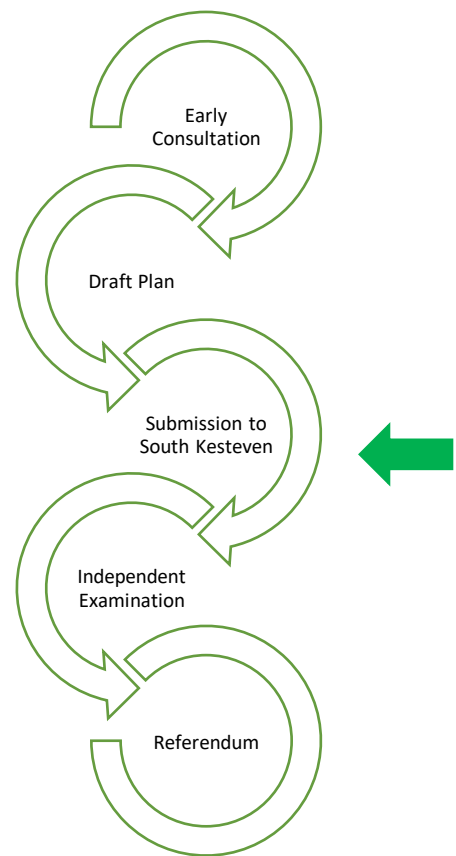 Early
Consultation
Draft Plan
Submission to
South Kesteven
Independent
Examination
Referendum